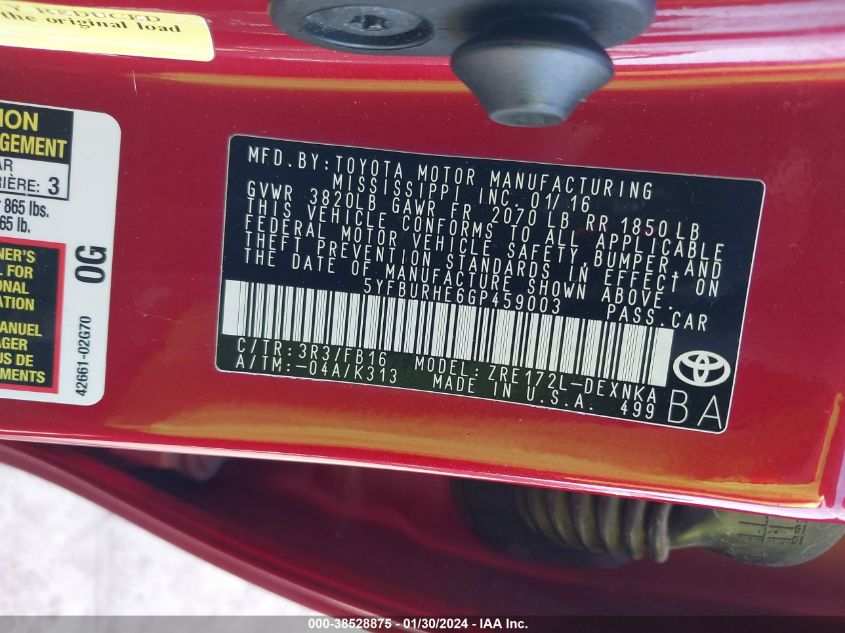 Y REDUCED
the original load
ION
GEMENT
AR
RIÈRE: 3
r 865 lbs.
65 lb.
NER'S
L FOR
ONAL
TION
ANUEL
US
MENTS
0G
42661-02G70
MFD.BY:TOYOTA MOTOR MANUFACTURING
MISSISSIPPI INC. 01/16
GVWR 3820LB GAWR FR 2070 LB RR 1850 LB
THIS VEHICLE CONFORMS TO ALL APPLICABLE
FEDERAL MOTOR VEHICLE SAFETY,BUMPER,AND
THEFT PREVENTION STANDARDS IN EFFECT ON
THE DATE OF MANUFACTURE SHOWN ABOVE.
5YFBURHE6GP459003 PASS.CAR
C/TR:3R3/FB16 MODEL:ZRE172L-DEXNKA
A/TM:-04A/K313 MADE IN U.S.A. 499
BA
000-38528875 - 01/30/2024 - IAA Inc.